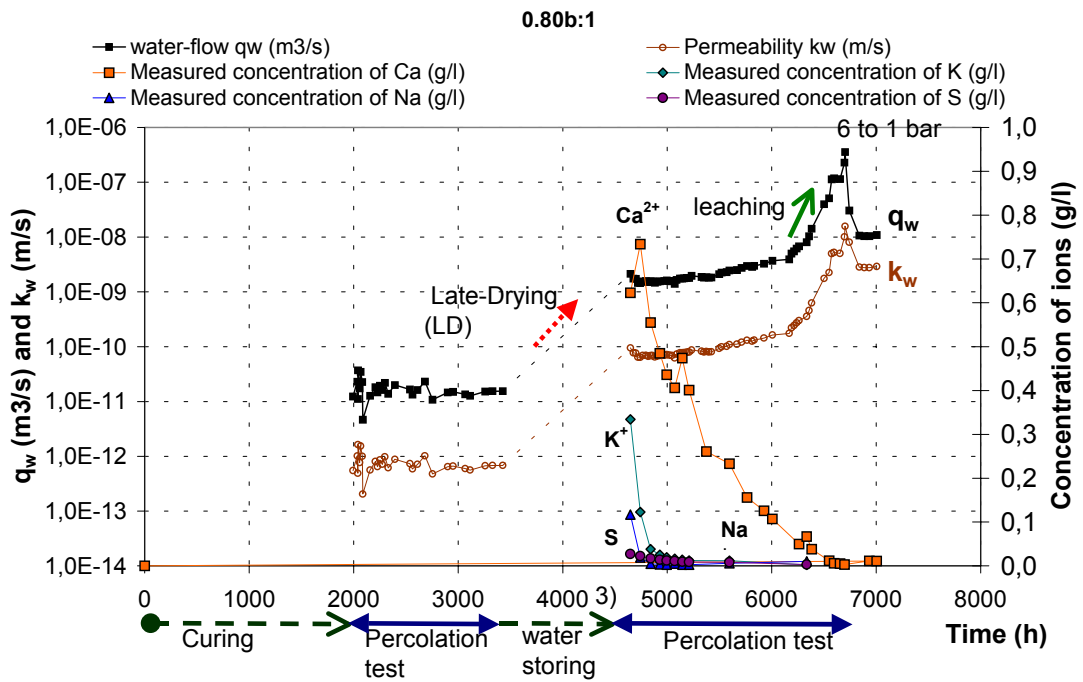 0.80b:1
water-flow qw (m3/s)
Permeability kw (m/s)
Measured concentration of Ca (g/l)
Measured concentration of K (g/l)
Measured concentration of Na (g/l)
Measured concentration of S (g/l)
q_w (m3/s) and k_w (m/s)
1,0E-06
1,0E-07
1,0E-08
1,0E-09
1,0E-10
1,0E-11
1,0E-12
1,0E-13
1,0E-14
6 to 1 bar
leaching
q_w
k_w
Ca²⁺
Late-Drying
(LD)
K⁺
S
Na
1,0
0,9
0,8
0,7
0,6
0,5
0,4
0,3
0,2
0,1
0,0
Concentration of ions (g/l)
0 1000 2000 3000 4000 5000 6000 7000 8000
3)
Curing
Percolation
test
water
storing
Percolation test
Time (h)